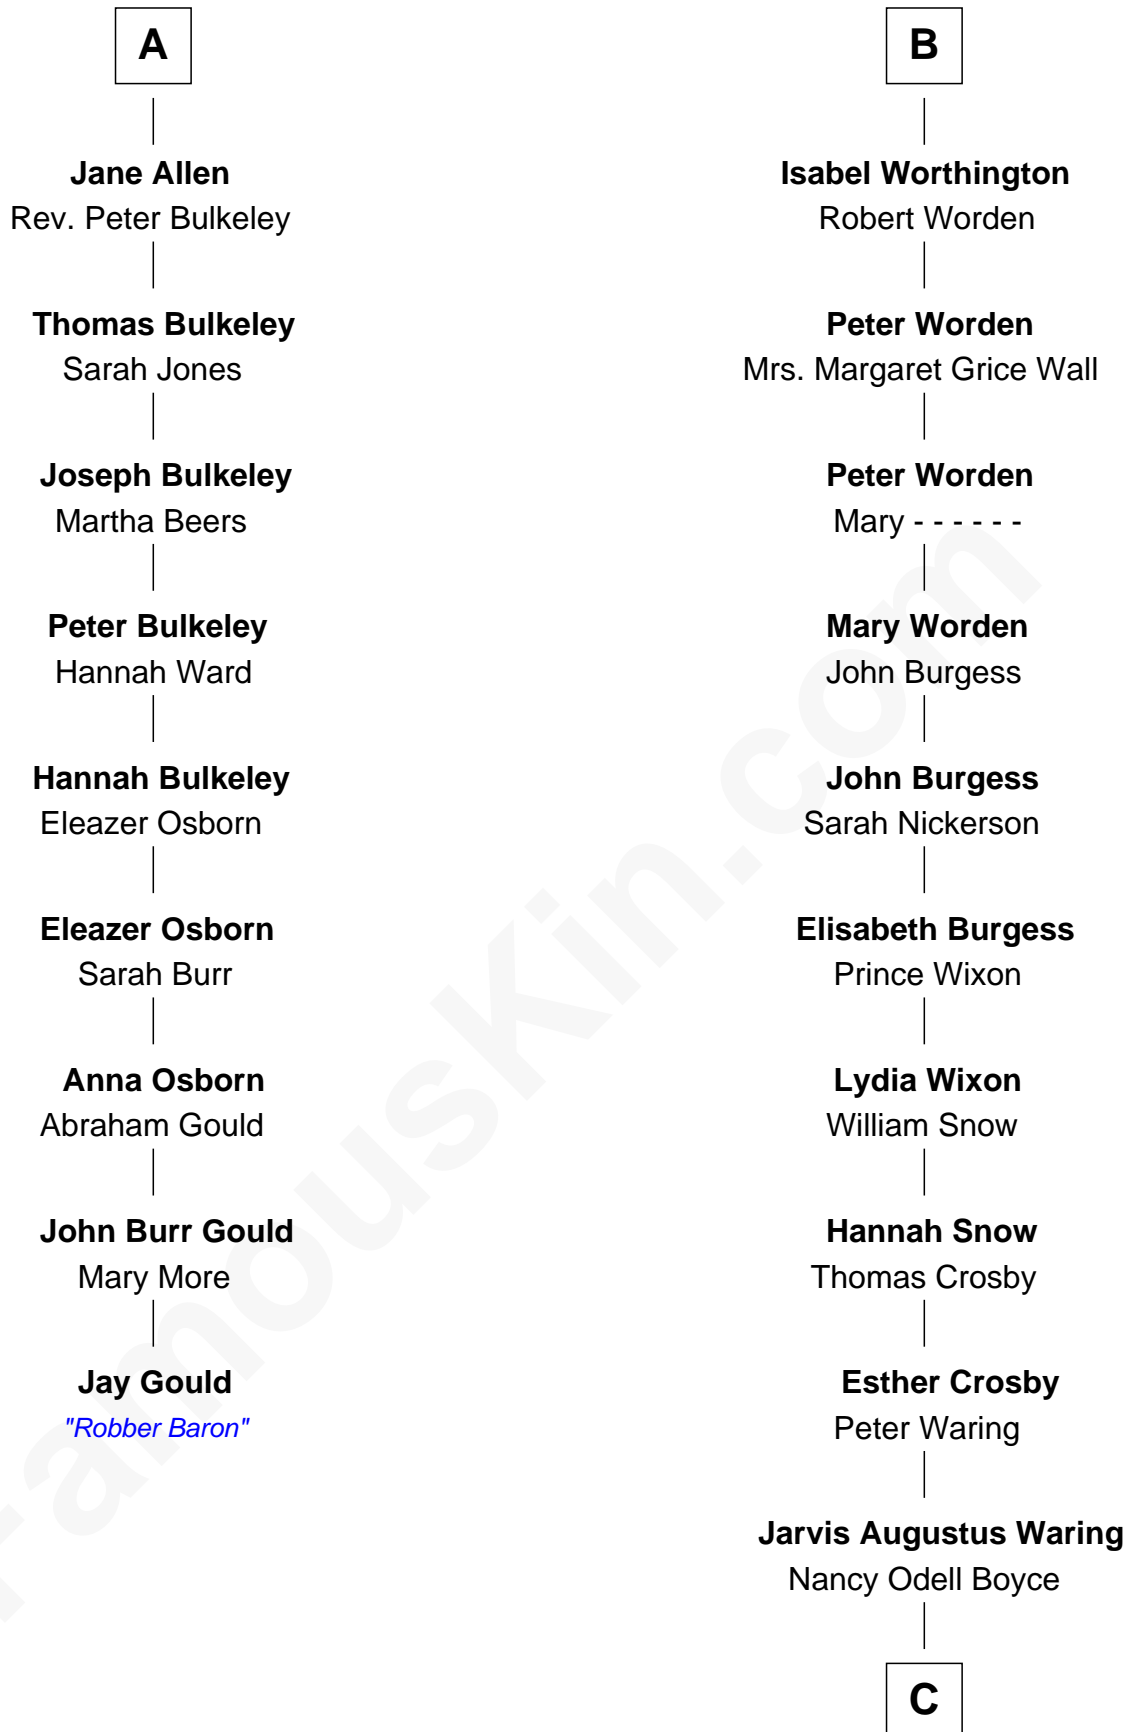 A
Jane Allen
Rev. Peter Bulkeley
Thomas Bulkeley
Sarah Jones
Joseph Bulkeley
Martha Beers
Peter Bulkeley
Hannah Ward
Hannah Bulkeley
Eleazer Osborn
Eleazer Osborn
Sarah Burr
Anna Osborn
Abraham Gould
John Burr Gould
Mary More
Jay Gould
"Robber Baron"
B
Isabel Worthington
Robert Worden
Peter Worden
Mrs. Margaret Grice Wall
Peter Worden
Mary - - - - - -
Mary Worden
John Burgess
John Burgess
Sarah Nickerson
Elisabeth Burgess
Prince Wixon
Lydia Wixon
William Snow
Hannah Snow
Thomas Crosby
Esther Crosby
Peter Waring
Jarvis Augustus Waring
Nancy Odell Boyce
C
FamousKin.com